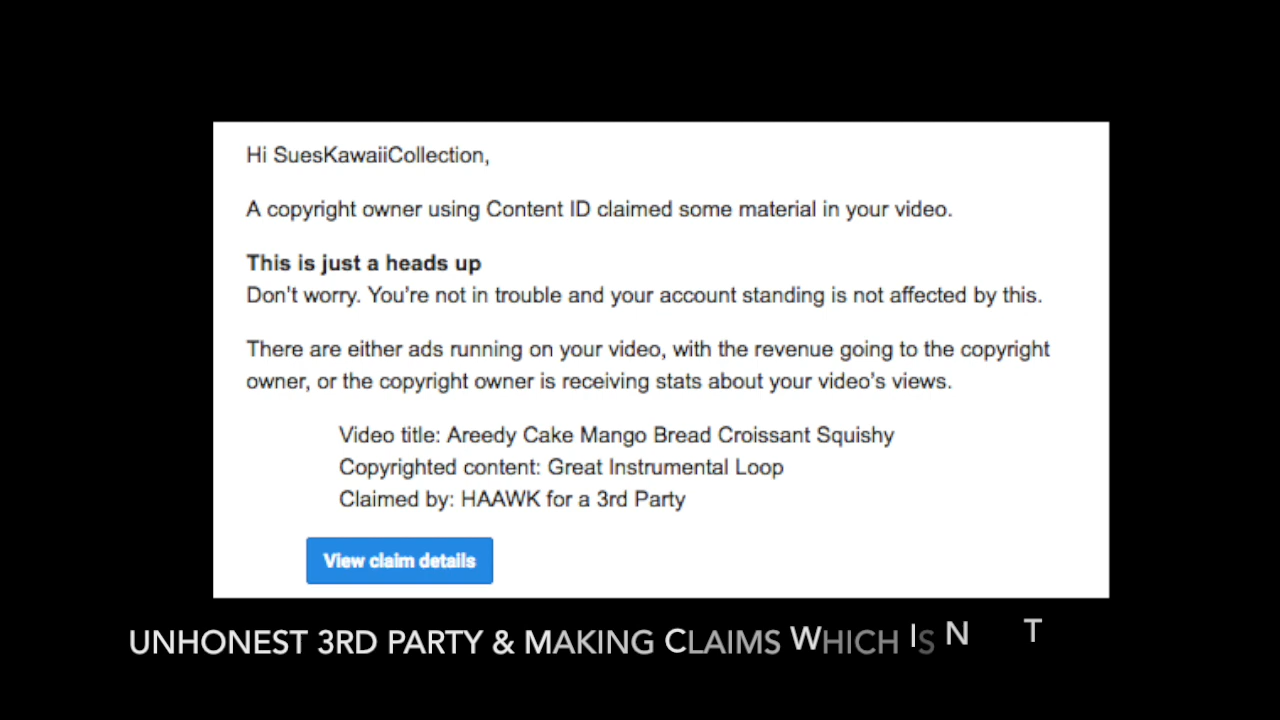 Hi SuesKawaiiCollection,
A copyright owner using Content ID claimed some material in your video.
This is just a heads up
Don't worry. You’re not in trouble and your account standing is not affected by this.
There are either ads running on your video, with the revenue going to the copyright
owner, or the copyright owner is receiving stats about your video’s views.
Video title: Areedy Cake Mango Bread Croissant Squishy
Copyrighted content: Great Instrumental Loop
Claimed by: HAAWK for a 3rd Party
View claim details
UNHONEST 3RD PARTY & MAKING CLAIMS WHICH IS N T